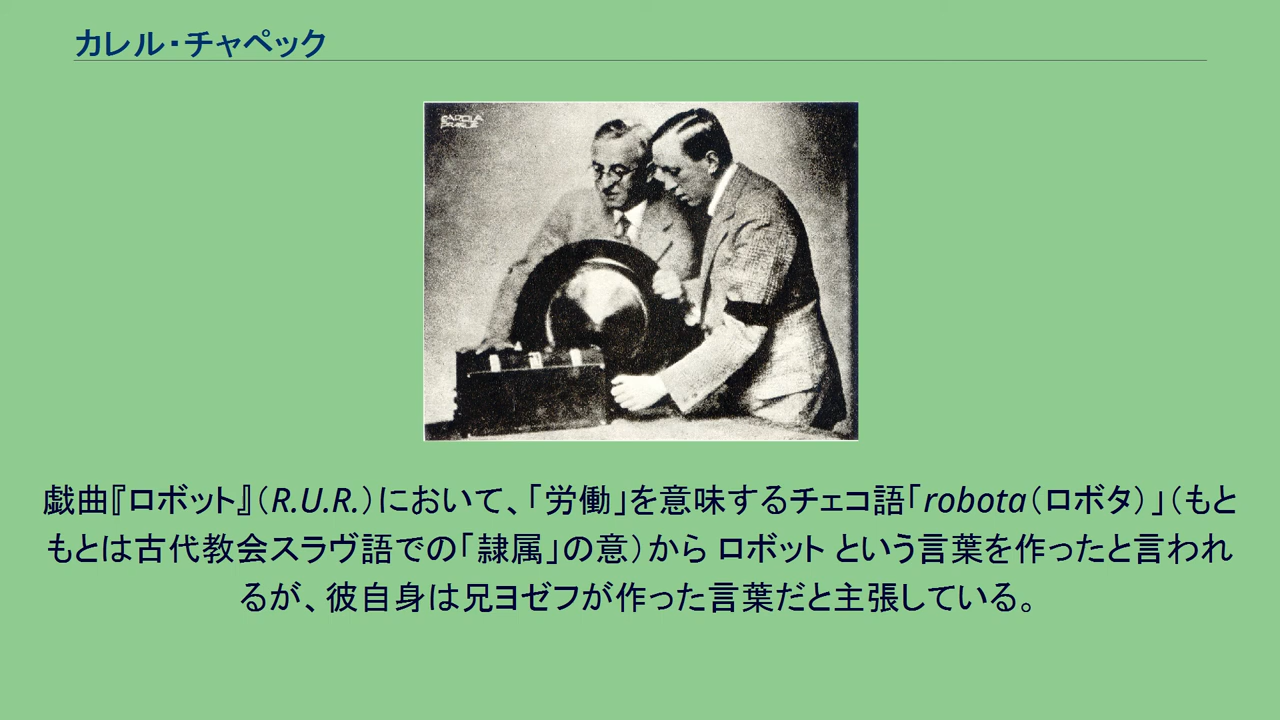 カレル・チャペック
戯曲『ロボット』（R.U.R.）において、「労働」を意味するチェコ語「robota（ロボタ）」（もと
もとは古代教会スラヴ語での「隷属」の意）から ロボット という言葉を作ったと言われ
るが、彼自身は兄ヨゼフが作った言葉だと主張している。